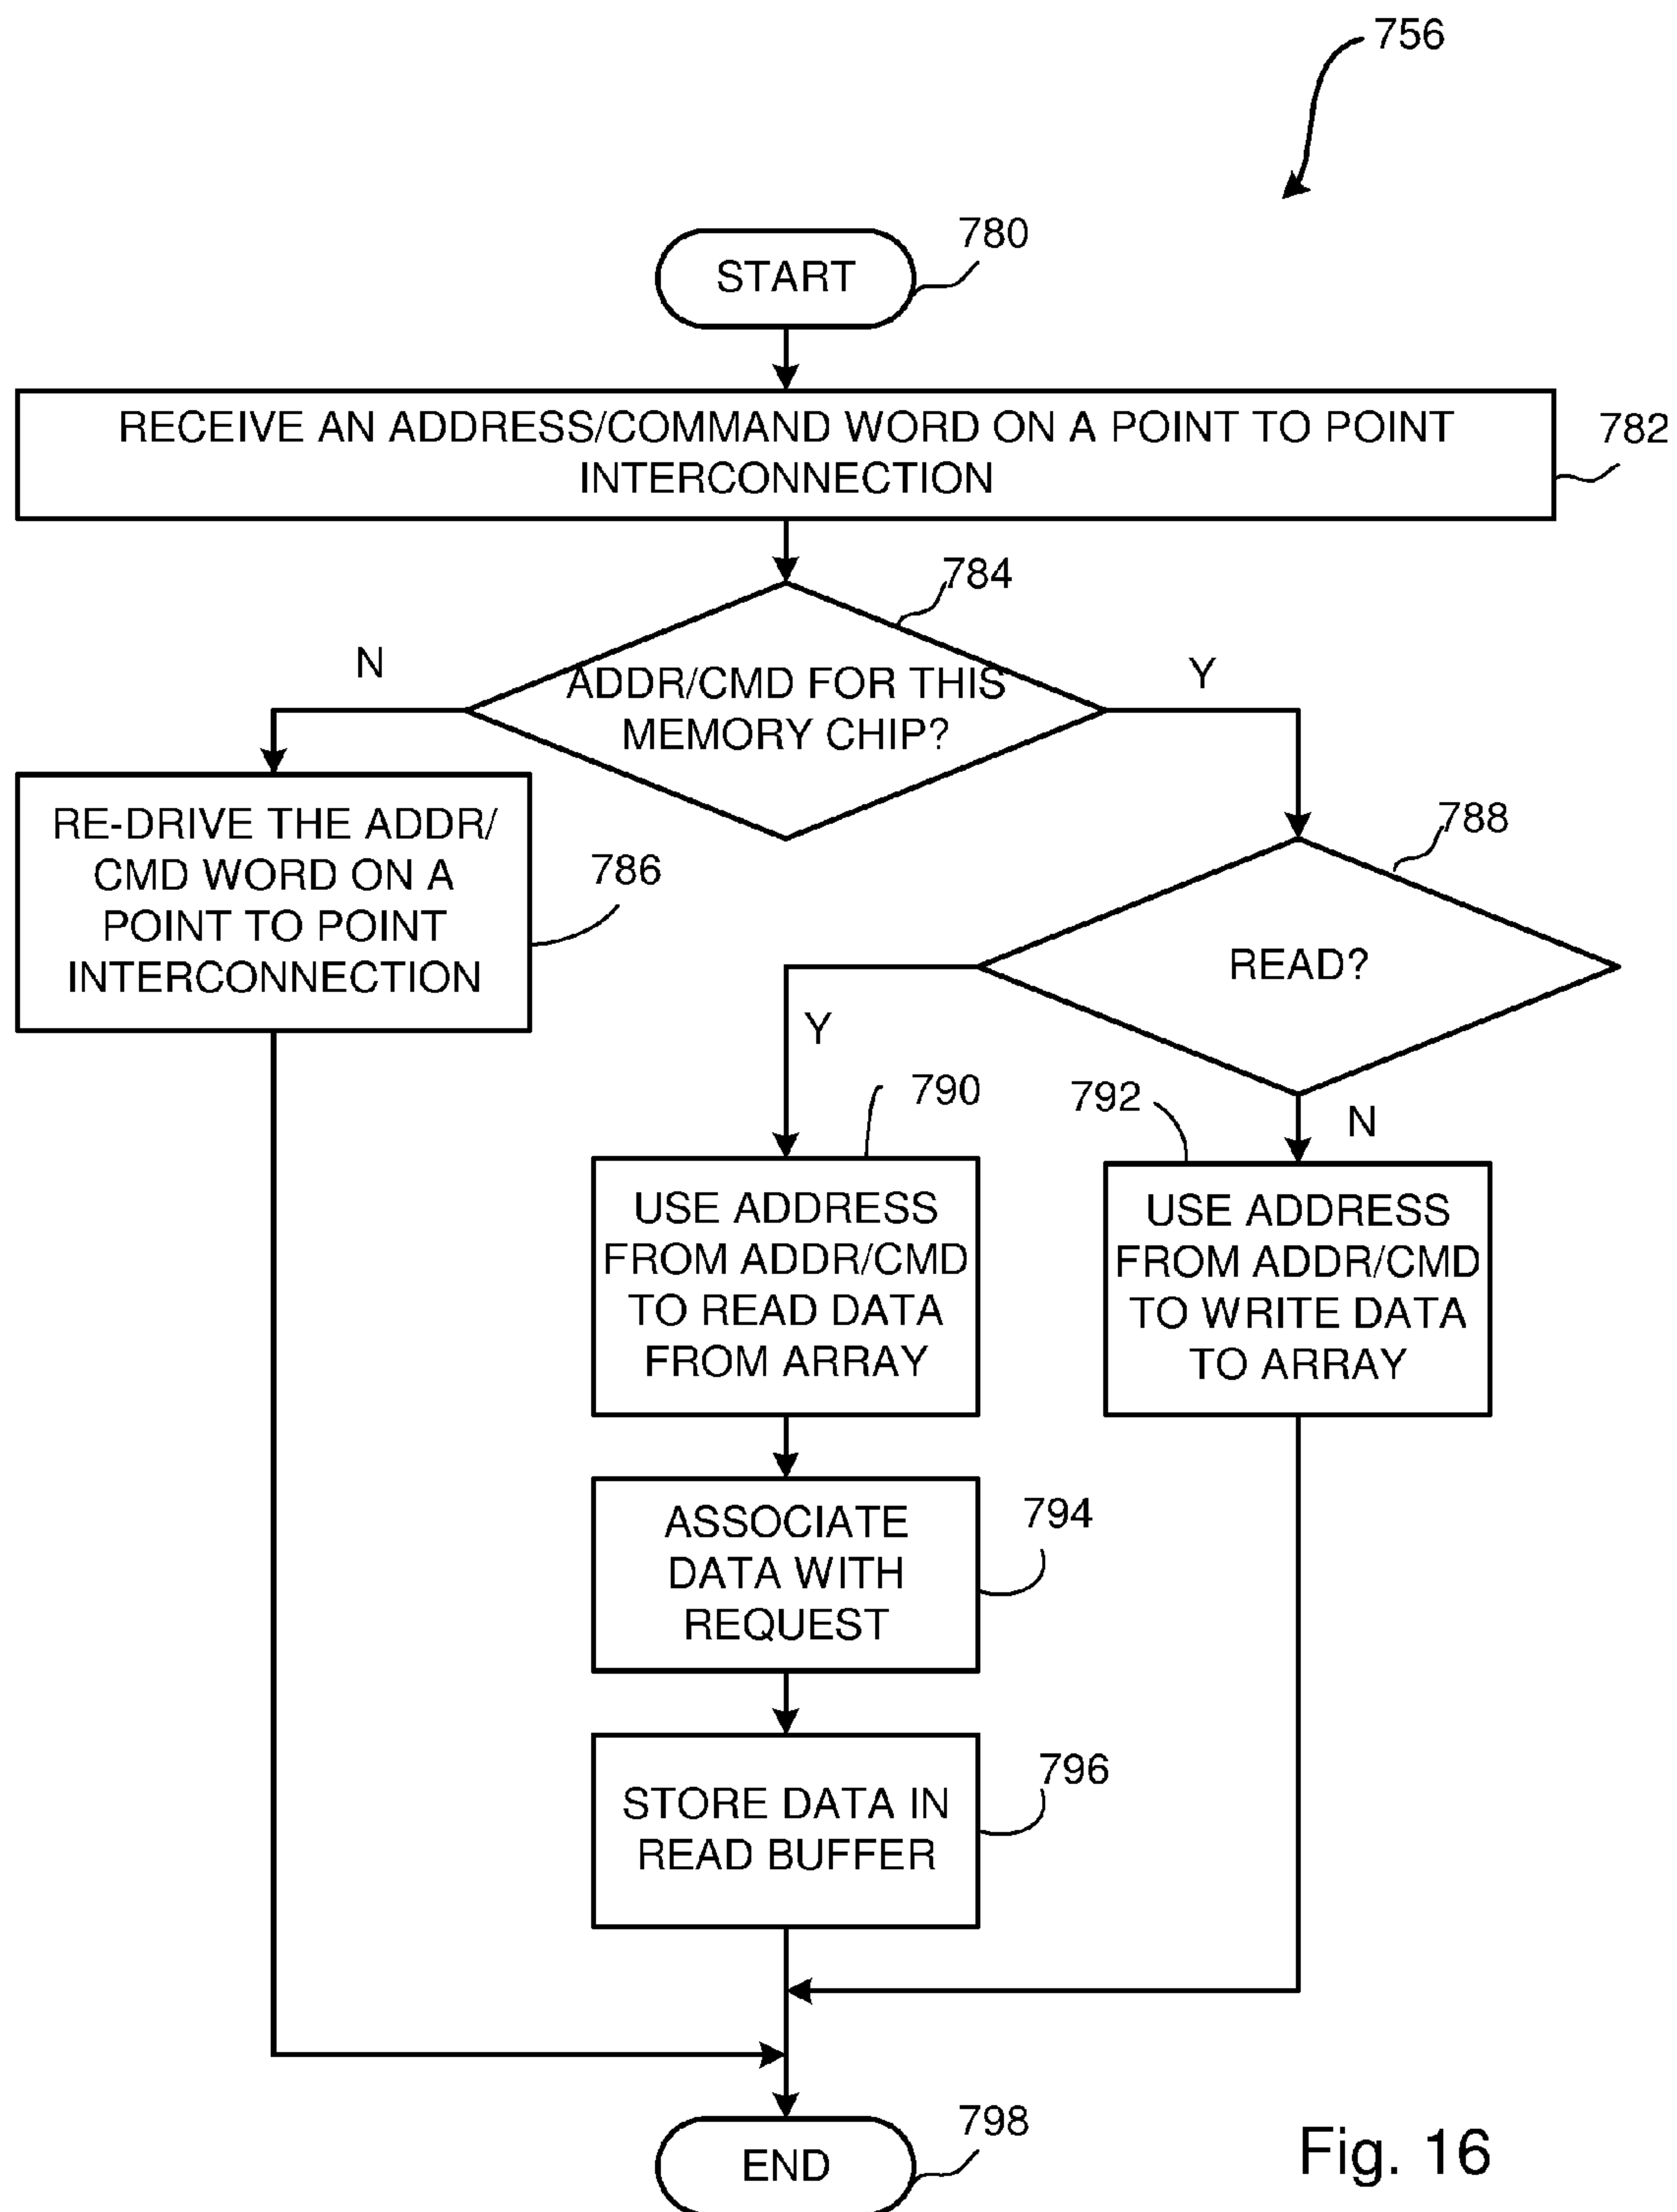 756
START
780
RECEIVE AN ADDRESS/COMMAND WORD ON A POINT TO POINT
INTERCONNECTION
782
784
N
ADDR/CMD FOR THIS
MEMORY CHIP?
Y
RE-DRIVE THE ADDR/
CMD WORD ON A
POINT TO POINT
INTERCONNECTION
786
788
READ?
Y
N
790
792
USE ADDRESS
FROM ADDR/CMD
TO READ DATA
FROM ARRAY
USE ADDRESS
FROM ADDR/CMD
TO WRITE DATA
TO ARRAY
ASSOCIATE
DATA WITH
REQUEST
794
STORE DATA IN
READ BUFFER
796
END
798
Fig. 16